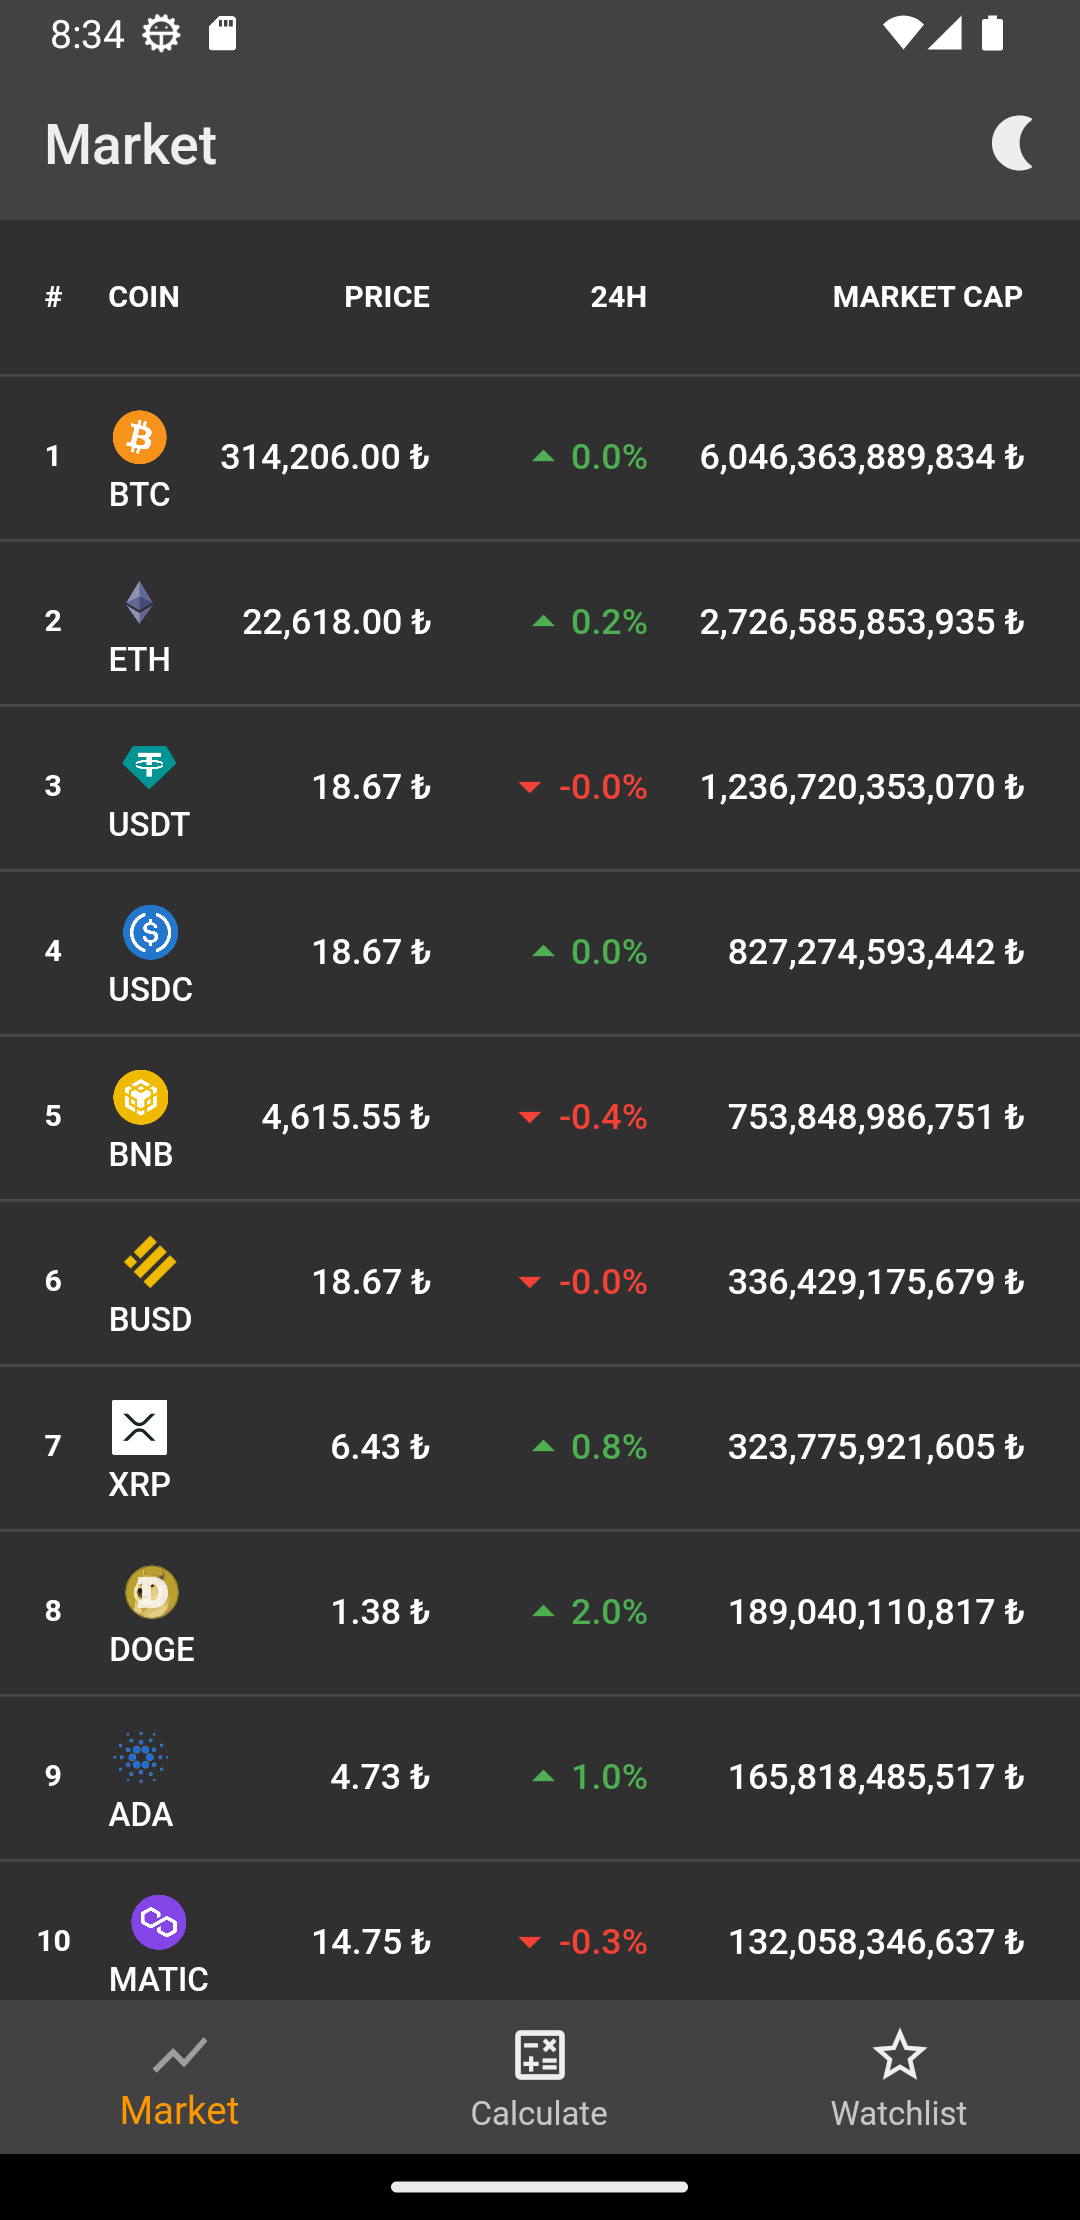 8:34
Market
# COIN PRICE 24H MARKET CAP
1 BTC 314,206.00 ₺ 0.0% 6,046,363,889,834 ₺
2 ETH 22,618.00 ₺ 0.2% 2,726,585,853,935 ₺
3 USDT 18.67 ₺ -0.0% 1,236,720,353,070 ₺
4 USDC 18.67 ₺ 0.0% 827,274,593,442 ₺
5 BNB 4,615.55 ₺ -0.4% 753,848,986,751 ₺
6 BUSD 18.67 ₺ -0.0% 336,429,175,679 ₺
7 XRP 6.43 ₺ 0.8% 323,775,921,605 ₺
8 DOGE 1.38 ₺ 2.0% 189,040,110,817 ₺
9 ADA 4.73 ₺ 1.0% 165,818,485,517 ₺
10 MATIC 14.75 ₺ -0.3% 132,058,346,637 ₺
Market Calculate Watchlist